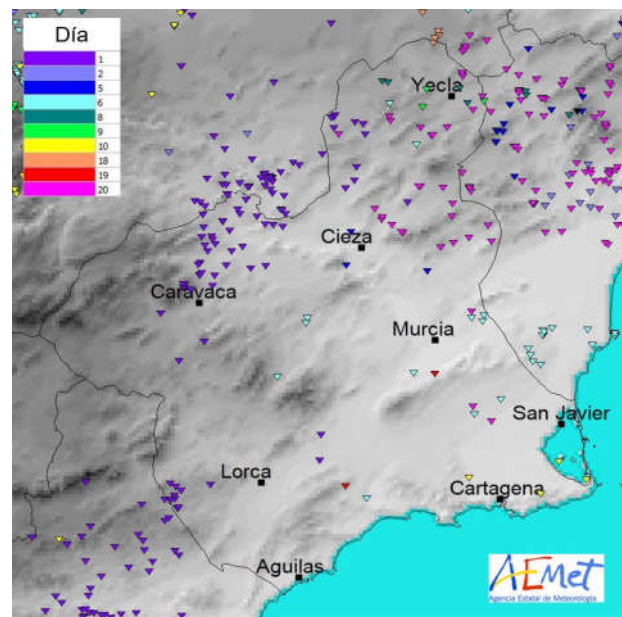 Día
1
2
5
6
8
9
10
18
19
20
Yecla
Cieza
Caravaca
Murcia
San Javier
Lorca
Cartagena
Aguilas
AEMet
Agencia Estatal de Meteorología